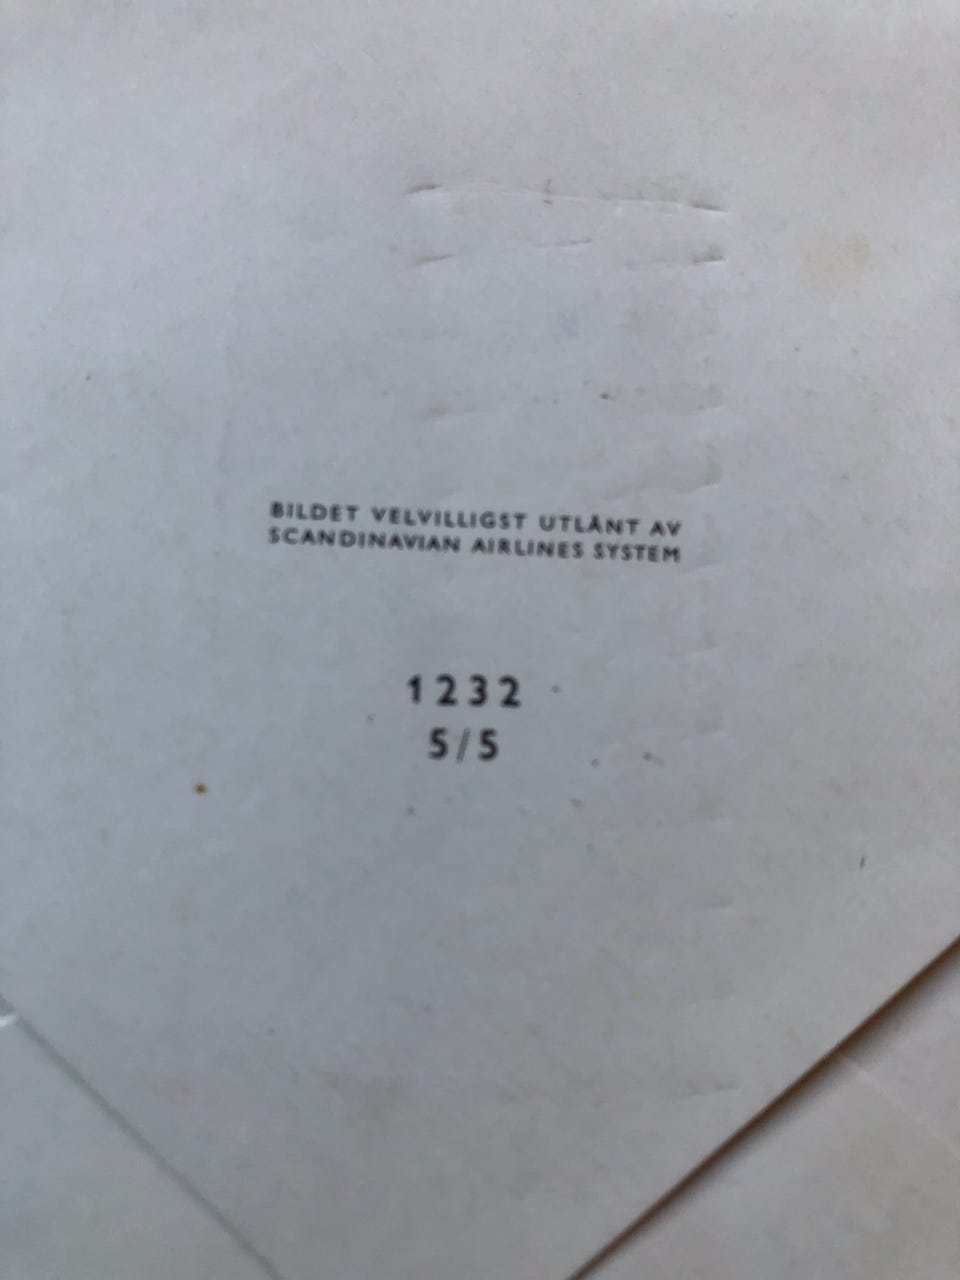 BILDET VELVILLIGST UTLÅNT AV
SCANDINAVIAN AIRLINES SYSTEM
1232
5/5